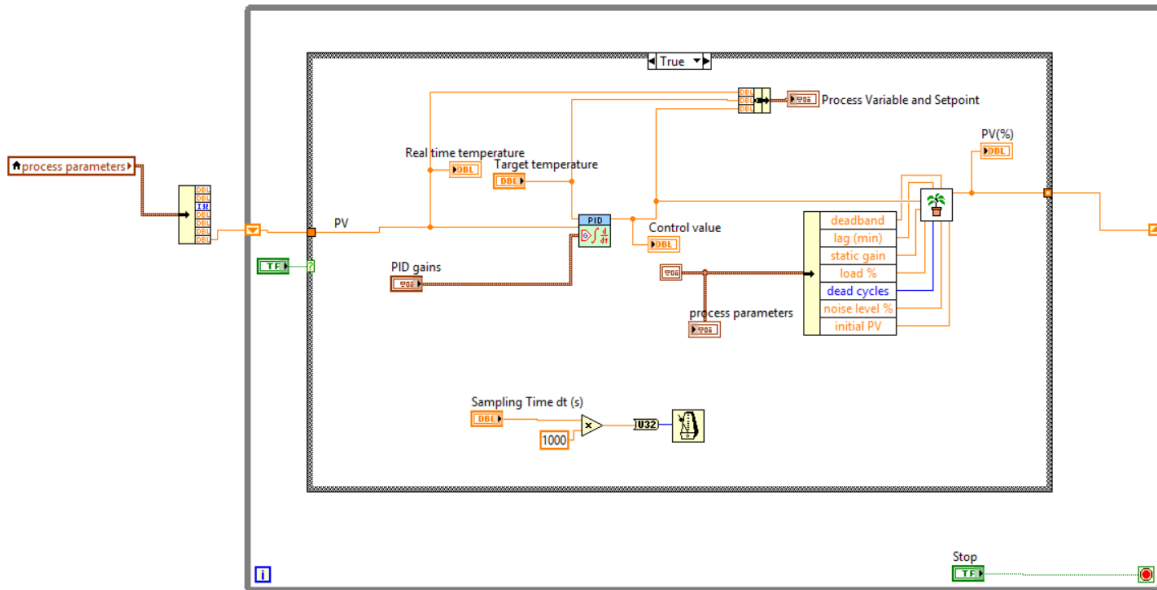 True
DBL
DBL
DBL
Process Variable and Setpoint
PV(%)
DBL
Real time temperature
DBL
Target temperature
DBL
process parameters
DBL
DBL
I32
DBL
DBL
DBL
DBL
PV
TF
?
PID
d
dt
Control value
DBL
PID gains
deadband
lag (min)
static gain
load %
dead cycles
noise level %
initial PV
process parameters
Sampling Time dt (s)
DBL
×
1000
U32
i
Stop
TF